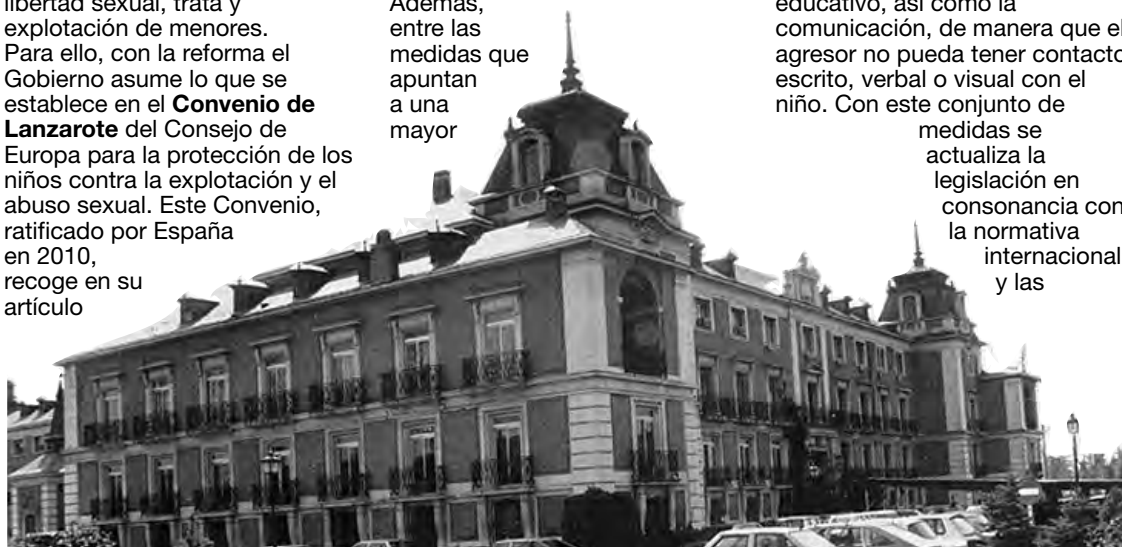 libertad sexual, trata y
explotación de menores.
Para ello, con la reforma el
Gobierno asume lo que se
establece en el Convenio de
Lanzarote del Consejo de
Europa para la protección de los
niños contra la explotación y el
abuso sexual. Este Convenio,
ratificado por España
en 2010,
recoge en su
artículo
Además,
entre las
medidas que
apuntan
a una
mayor
educativo, así como la
comunicación, de manera que el
agresor no pueda tener contacto
escrito, verbal o visual con el
niño. Con este conjunto de
medidas se
actualiza la
legislación en
consonancia con
la normativa
internacional
y las